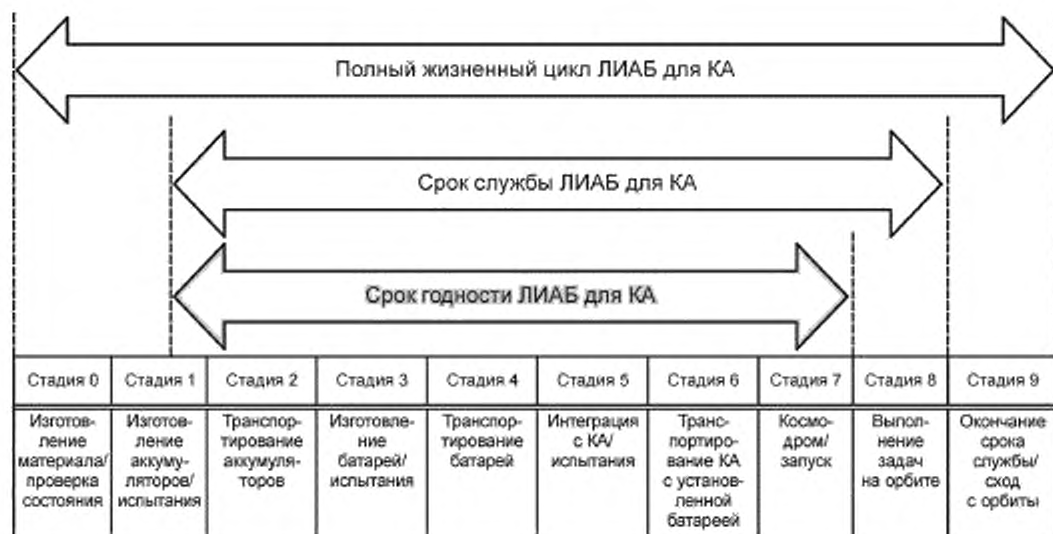 Полный жизненный цикл ЛИАБ для КА
Срок службы ЛИАБ для КА
Срок годности ЛИАБ для КА
Стадия 0
Стадия 1
Стадия 2
Стадия 3
Стадия 4
Стадия 5
Стадия 6
Стадия 7
Стадия 8
Стадия 9
Изготов-
ление
материала/
проверка
состояния
Изготов-
ление
аккуму-
ляторов/
испытания
Транспор-
тирование
аккумуля-
торов
Изготовле-
ние
батарей/
испытания
Транспор-
тирование
батарей
Интеграция
с КА/
испытания
Транс-
портиро-
вание КА
с установ-
ленной
батареей
Космо-
дром/
запуск
Выпол-
нение
задач
на орбите
Окончание
срока
службы/
сход
с орбиты